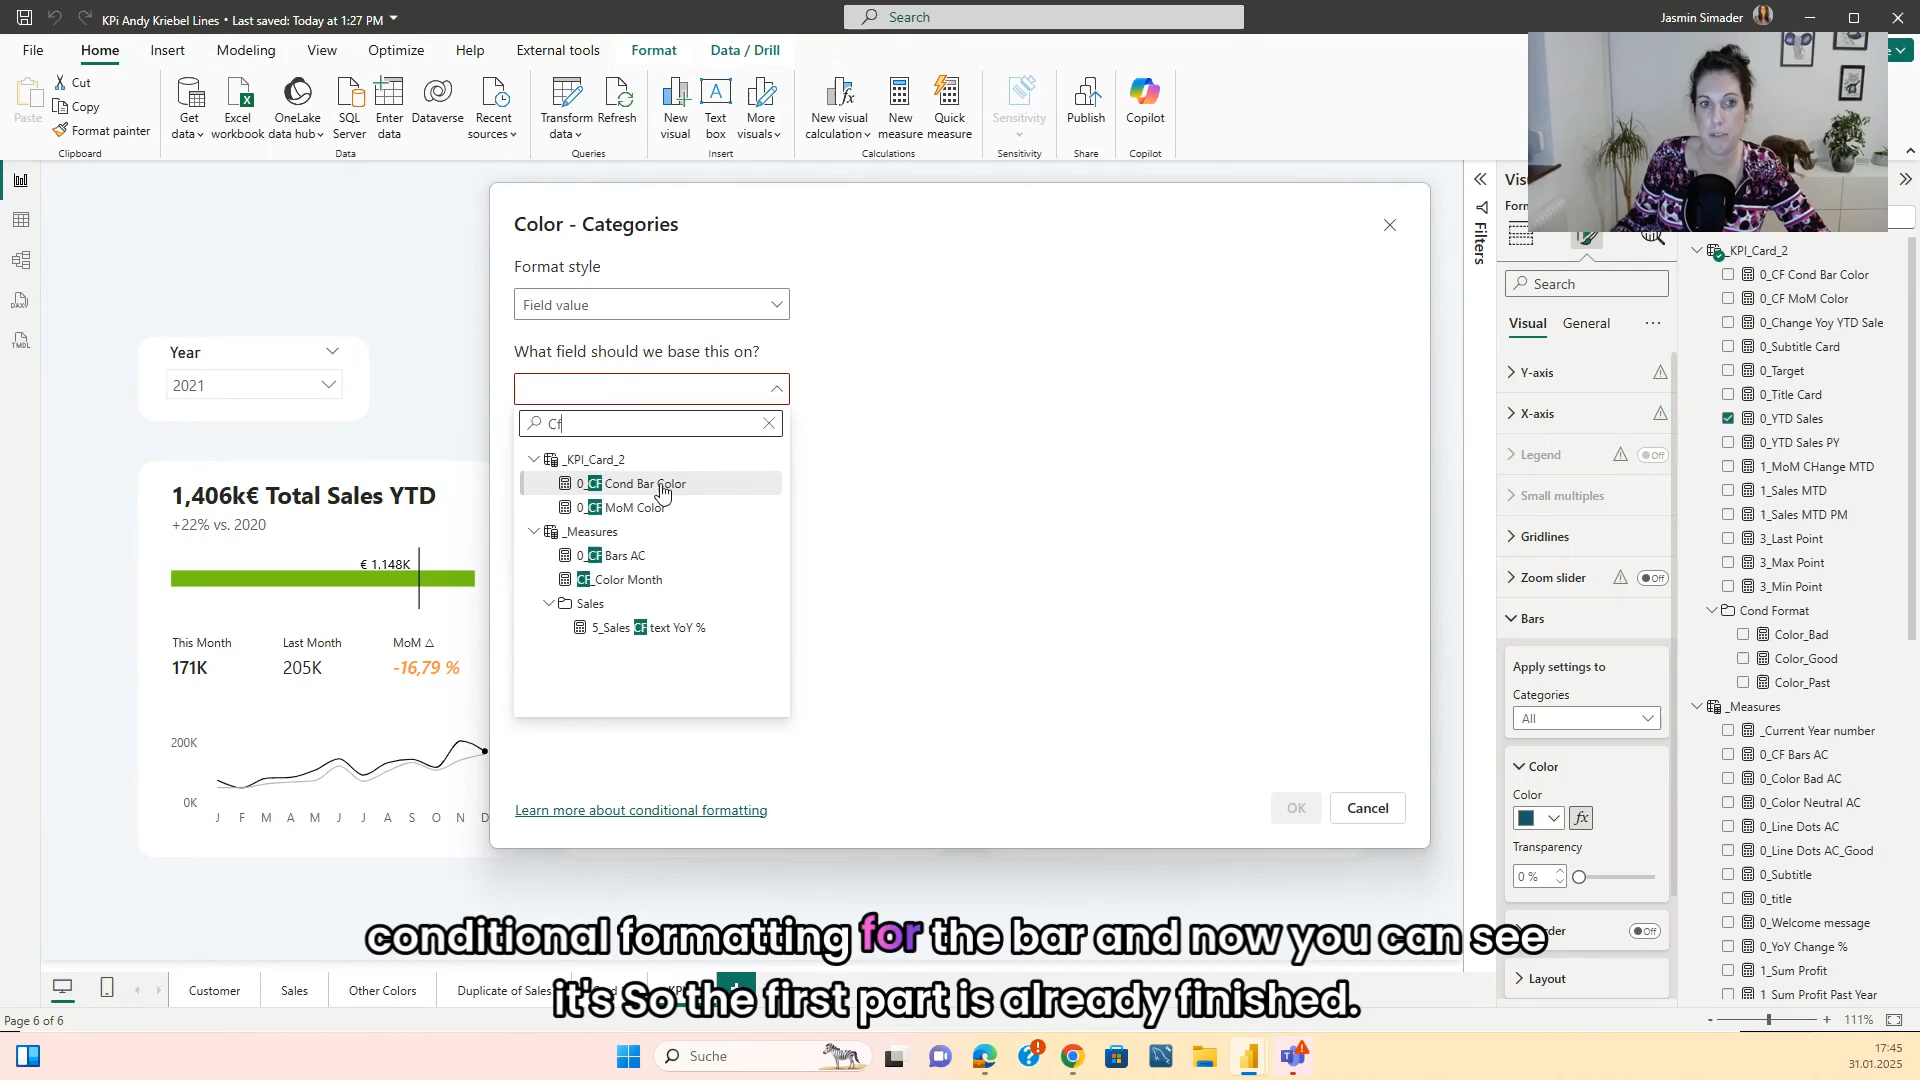 KPi Andy Kriebel Lines • Last saved: Today at 1:27 PM
Search
Jasmin Simader
File
Home
Insert
Modeling
View
Optimize
Help
External tools
Format
Data / Drill
Paste
Cut
Copy
Format painter
Get data
Excel workbook
OneLake data hub
SQL Server
Enter data
Dataverse
Recent sources
Transform data
Refresh
New visual
Text box
More visuals
New visual calculation
New measure
Quick measure
Sensitivity
Publish
Copilot
Clipboard
Data
Queries
Insert
Calculations
Sensitivity
Share
Copilot
DAX
TMDL
Year
2021
1,406k€ Total Sales YTD
+22% vs. 2020
€ 1.148K
This Month
Last Month
MoM △
171K
205K
-16,79 %
200K
0K
J F M A M J J A S O N D
Color - Categories
Format style
Field value
What field should we base this on?
Cf
_KPI_Card_2
0_CF Cond Bar Color
0_CF MoM Color
_Measures
0_CF Bars AC
CF_Color Month
Sales
5_Sales CF text YoY %
Learn more about conditional formatting
OK
Cancel
Filters
Search
Visual
General
Y-axis
X-axis
Legend
Off
Small multiples
Gridlines
Zoom slider
Off
Bars
Apply settings to
Categories
All
Color
Color
fx
Transparency
0 %
Off
Layout
_KPI_Card_2
0_CF Cond Bar Color
0_CF MoM Color
0_Change Yoy YTD Sale
0_Subtitle Card
0_Target
0_Title Card
0_YTD Sales
0_YTD Sales PY
1_MoM CHange MTD
1_Sales MTD
1_Sales MTD PM
3_Last Point
3_Max Point
3_Min Point
Cond Format
Color_Bad
Color_Good
Color_Past
_Measures
_Current Year number
0_CF Bars AC
0_Color Bad AC
0_Color Neutral AC
0_Line Dots AC
0_Line Dots AC_Good
0_Subtitle
0_title
0_Welcome message
0_YoY Change %
1_Sum Profit
1_Sum Profit Past Year
conditional formatting for the bar and now you can see
it's So the first part is already finished.
Customer
Sales
Other Colors
Duplicate of Sales
Page 6 of 6
111%
Suche
17:45
31.01.2025